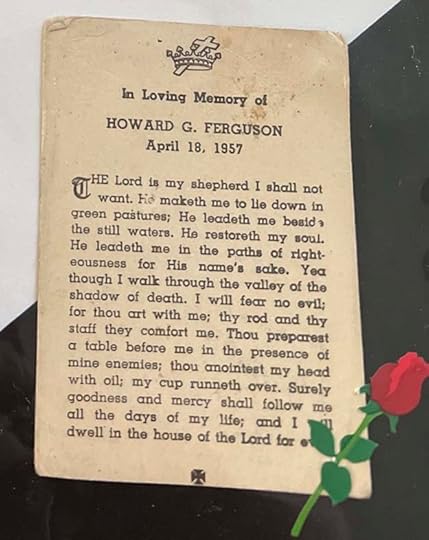 In Loving Memory of
HOWARD G. FERGUSON
April 18, 1957
THE Lord is my shepherd I shall not
want. He maketh me to lie down in
green pastures; He leadeth me beside
the still waters. He restoreth my soul.
He leadeth me in the paths of right-
eousness for His name's sake. Yea
though I walk through the valley of the
shadow of death. I will fear no evil;
for thou art with me; thy rod and thy
staff they comfort me. Thou preparest
a table before me in the presence of
mine enemies; thou anointest my head
with oil; my cup runneth over. Surely
goodness and mercy shall follow me
all the days of my life; and I
dwell in the house of the Lord for